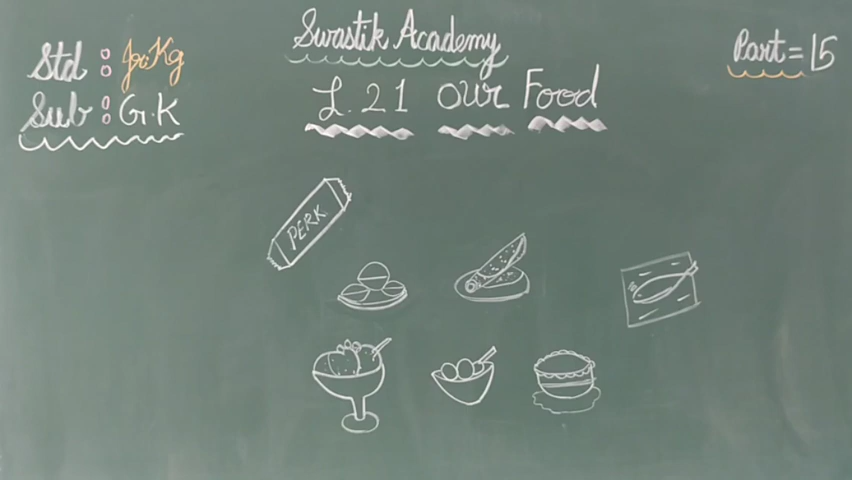 Swastik Academy
Std : Jr.Kg
Part = 15
L. 21 our Food
Sub : G.K
PERK